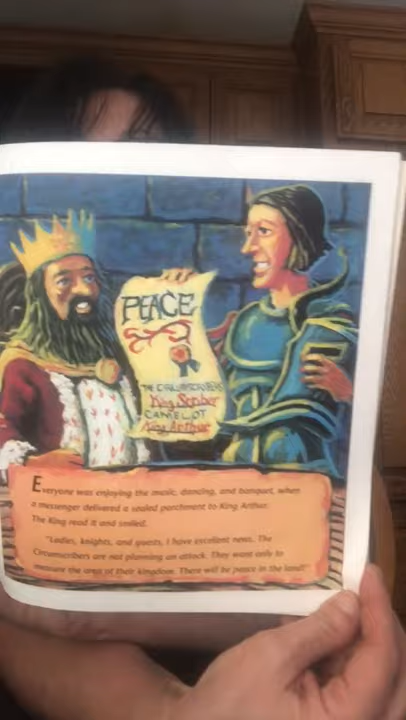 PEACE
THE CIRCUMSCRIBERS
King Scriber
CAMELOT
King Arthur
Everyone was enjoying the music, dancing, and banquet, when
a messenger delivered a sealed parchment to King Arthur.
The King read it and smiled.
"Ladies, knights, and guests, I have excellent news. The
Circumscribers are not planning an attack. They want only to
measure the area of their kingdom. There will be peace in the land!"